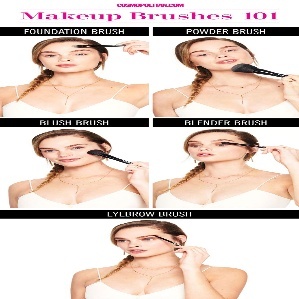 COSMOPOLITAN.COM
Makeup Brushes 101
FOUNDATION BRUSH
POWDER BRUSH
BLUSH BRUSH
BLENDER BRUSH
EYEBROW BRUSH